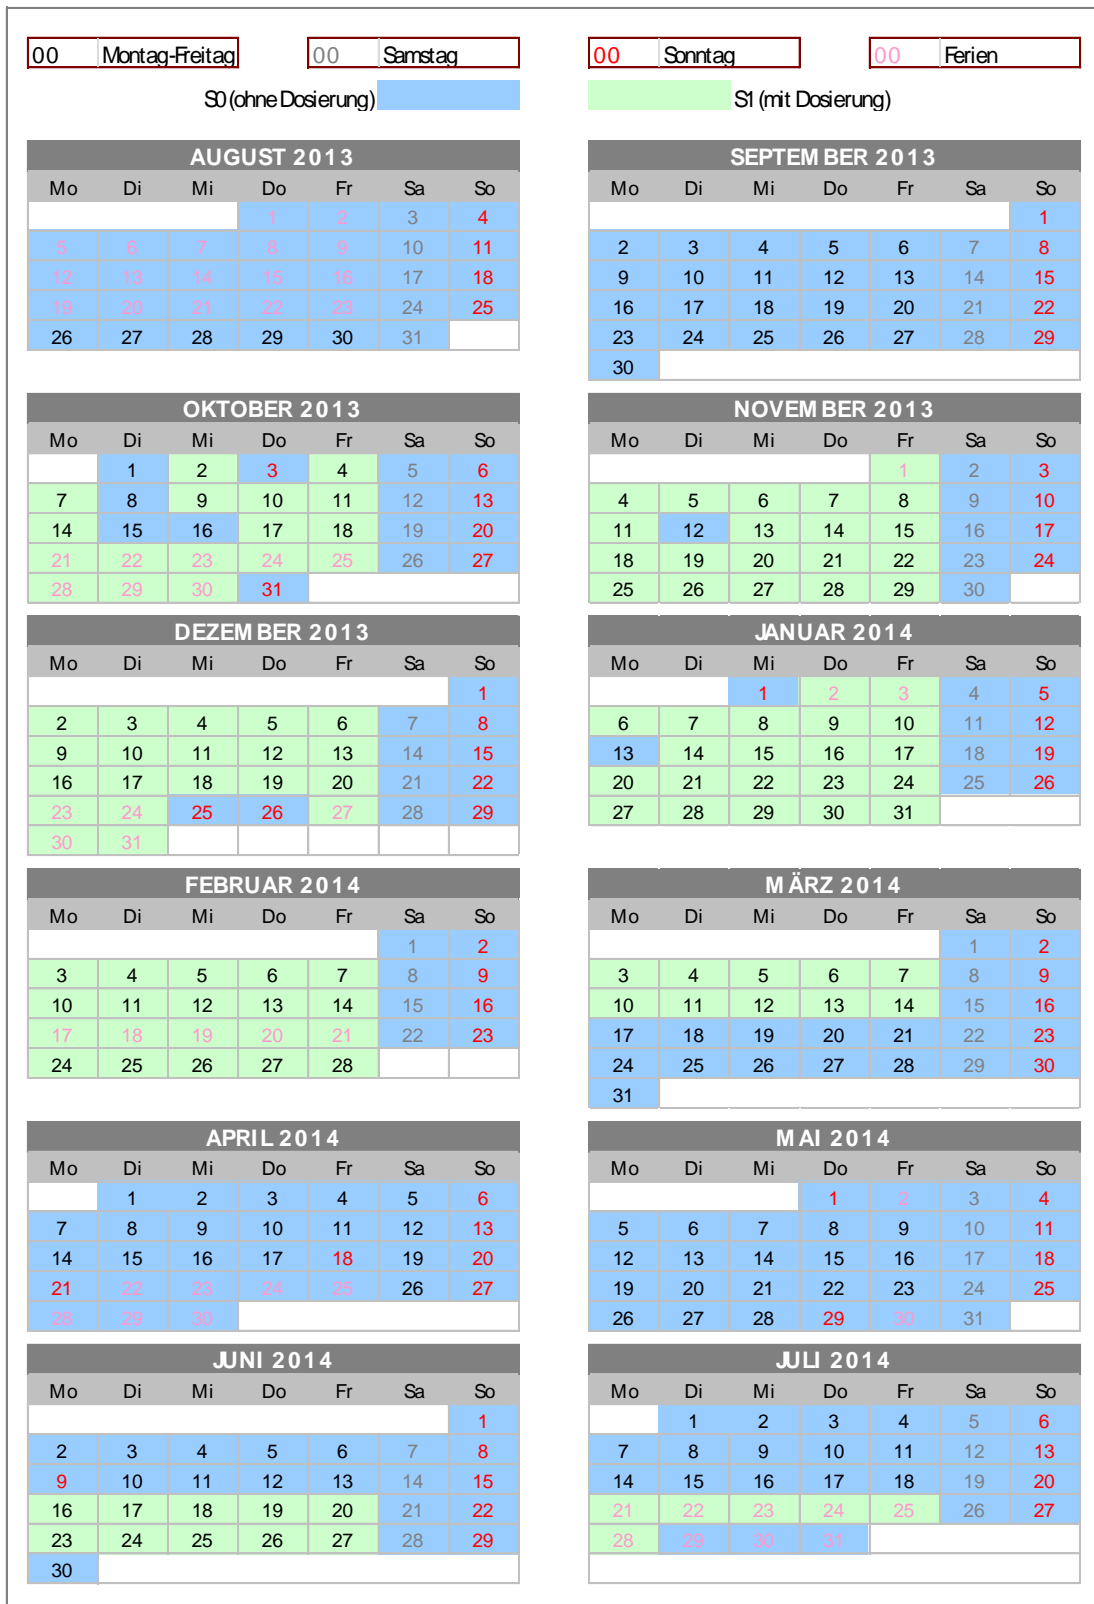 00 Montag-Freitag 00 Samstag 00 Sonntag 00 Ferien
S0 (ohne Dosierung) S1 (mit Dosierung)
AUGUST 2013
Mo Di Mi Do Fr Sa So
1 2 3 4
5 6 7 8 9 10 11
12 13 14 15 16 17 18
19 20 21 22 23 24 25
26 27 28 29 30 31
SEPTEMBER 2013
Mo Di Mi Do Fr Sa So
1
2 3 4 5 6 7 8
9 10 11 12 13 14 15
16 17 18 19 20 21 22
23 24 25 26 27 28 29
30
OKTOBER 2013
Mo Di Mi Do Fr Sa So
1 2 3 4 5 6
7 8 9 10 11 12 13
14 15 16 17 18 19 20
21 22 23 24 25 26 27
28 29 30 31
NOVEMBER 2013
Mo Di Mi Do Fr Sa So
1 2 3
4 5 6 7 8 9 10
11 12 13 14 15 16 17
18 19 20 21 22 23 24
25 26 27 28 29 30
DEZEMBER 2013
Mo Di Mi Do Fr Sa So
1
2 3 4 5 6 7 8
9 10 11 12 13 14 15
16 17 18 19 20 21 22
23 24 25 26 27 28 29
30 31
JANUAR 2014
Mo Di Mi Do Fr Sa So
1 2 3 4 5
6 7 8 9 10 11 12
13 14 15 16 17 18 19
20 21 22 23 24 25 26
27 28 29 30 31
FEBRUAR 2014
Mo Di Mi Do Fr Sa So
1 2
3 4 5 6 7 8 9
10 11 12 13 14 15 16
17 18 19 20 21 22 23
24 25 26 27 28
MÄRZ 2014
Mo Di Mi Do Fr Sa So
1 2
3 4 5 6 7 8 9
10 11 12 13 14 15 16
17 18 19 20 21 22 23
24 25 26 27 28 29 30
31
APRIL 2014
Mo Di Mi Do Fr Sa So
1 2 3 4 5 6
7 8 9 10 11 12 13
14 15 16 17 18 19 20
21 22 23 24 25 26 27
28 29 30
MAI 2014
Mo Di Mi Do Fr Sa So
1 2 3 4
5 6 7 8 9 10 11
12 13 14 15 16 17 18
19 20 21 22 23 24 25
26 27 28 29 30 31
JUNI 2014
Mo Di Mi Do Fr Sa So
1
2 3 4 5 6 7 8
9 10 11 12 13 14 15
16 17 18 19 20 21 22
23 24 25 26 27 28 29
30
JULI 2014
Mo Di Mi Do Fr Sa So
1 2 3 4 5 6
7 8 9 10 11 12 13
14 15 16 17 18 19 20
21 22 23 24 25 26 27
28 29 30 31